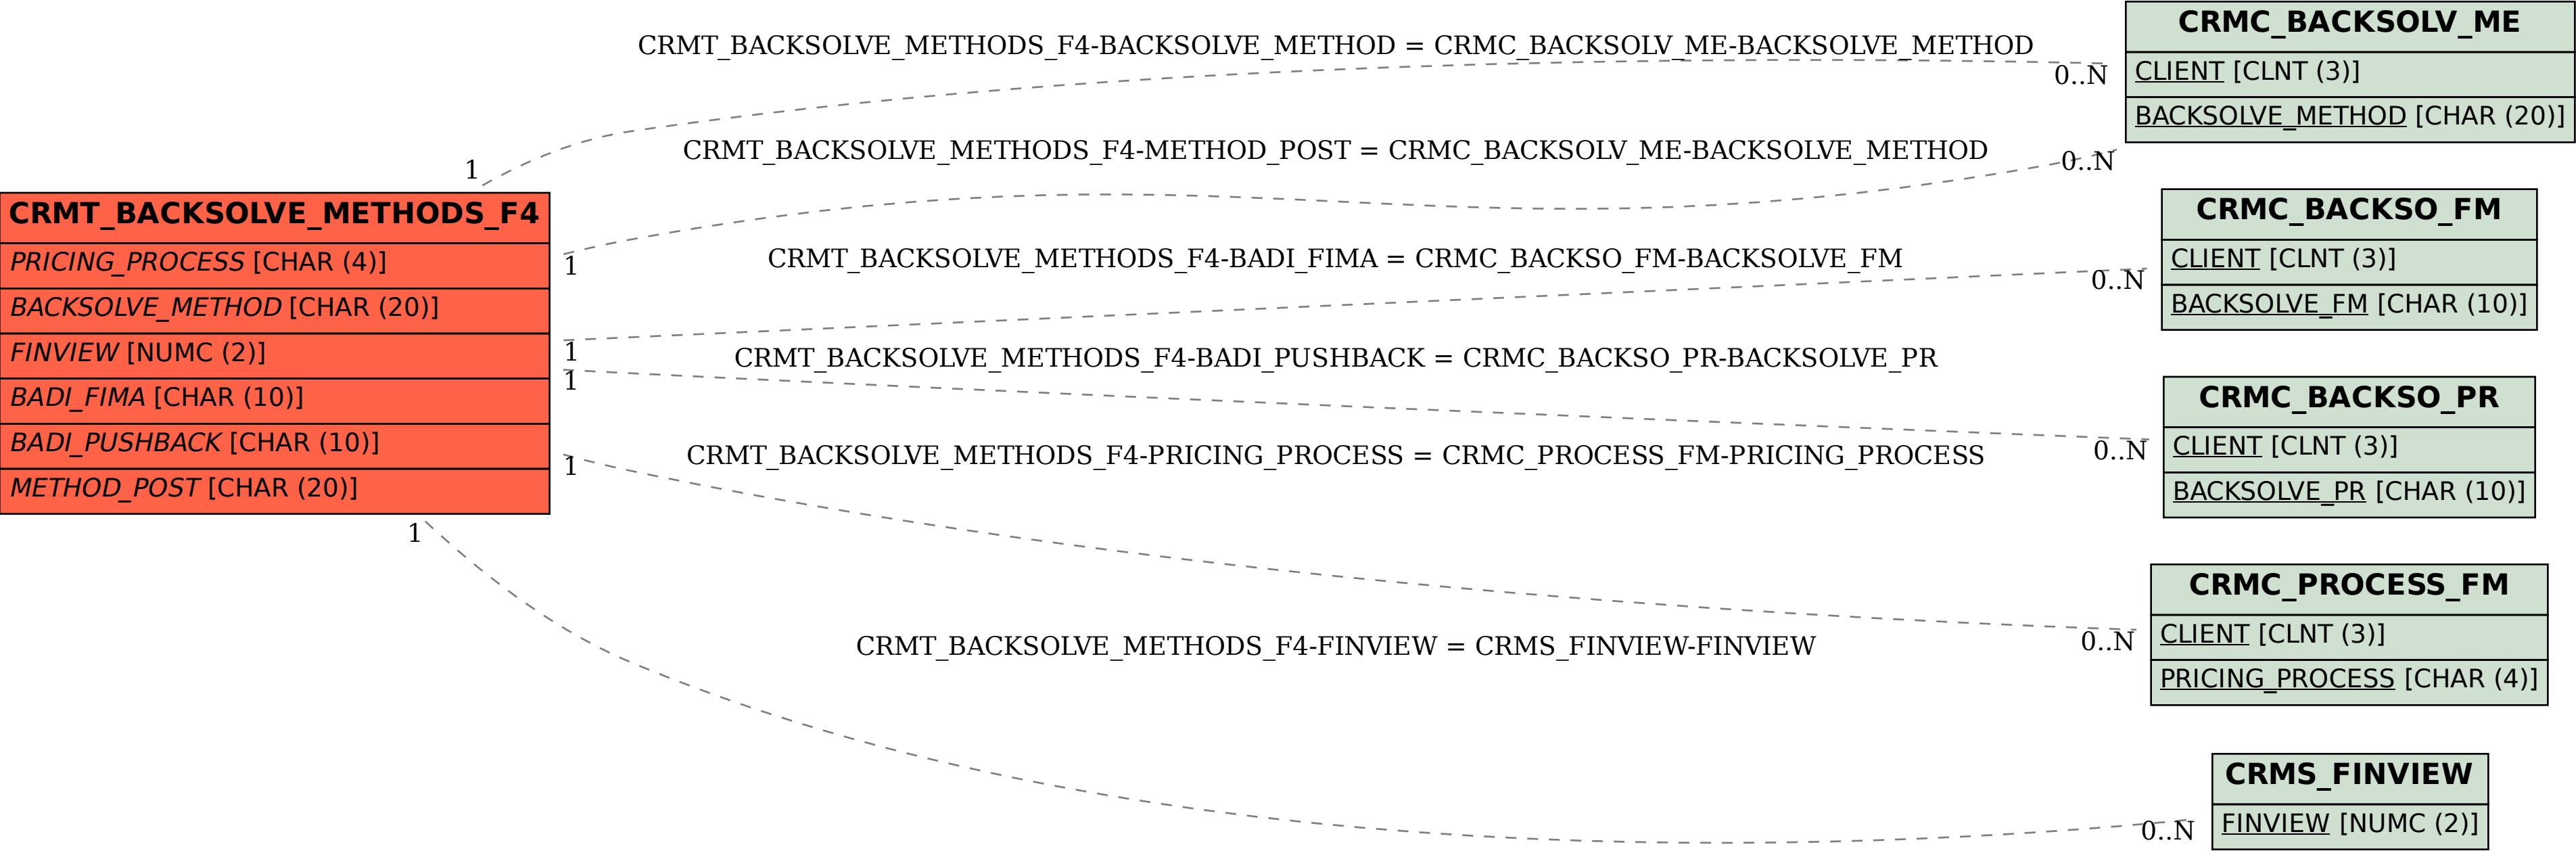 CRMT_BACKSOLVE_METHODS_F4
PRICING_PROCESS [CHAR (4)]
BACKSOLVE_METHOD [CHAR (20)]
FINVIEW [NUMC (2)]
BADI_FIMA [CHAR (10)]
BADI_PUSHBACK [CHAR (10)]
METHOD_POST [CHAR (20)]
CRMT_BACKSOLVE_METHODS_F4-BACKSOLVE_METHOD = CRMC_BACKSOLV_ME-BACKSOLVE_METHOD
1
0..N
CRMT_BACKSOLVE_METHODS_F4-METHOD_POST = CRMC_BACKSOLV_ME-BACKSOLVE_METHOD
1
0..N
CRMT_BACKSOLVE_METHODS_F4-BADI_FIMA = CRMC_BACKSO_FM-BACKSOLVE_FM
1
0..N
CRMT_BACKSOLVE_METHODS_F4-BADI_PUSHBACK = CRMC_BACKSO_PR-BACKSOLVE_PR
1
0..N
CRMT_BACKSOLVE_METHODS_F4-PRICING_PROCESS = CRMC_PROCESS_FM-PRICING_PROCESS
1
0..N
CRMT_BACKSOLVE_METHODS_F4-FINVIEW = CRMS_FINVIEW-FINVIEW
1
0..N
CRMC_BACKSOLV_ME
CLIENT [CLNT (3)]
BACKSOLVE_METHOD [CHAR (20)]
CRMC_BACKSO_FM
CLIENT [CLNT (3)]
BACKSOLVE_FM [CHAR (10)]
CRMC_BACKSO_PR
CLIENT [CLNT (3)]
BACKSOLVE_PR [CHAR (10)]
CRMC_PROCESS_FM
CLIENT [CLNT (3)]
PRICING_PROCESS [CHAR (4)]
CRMS_FINVIEW
FINVIEW [NUMC (2)]